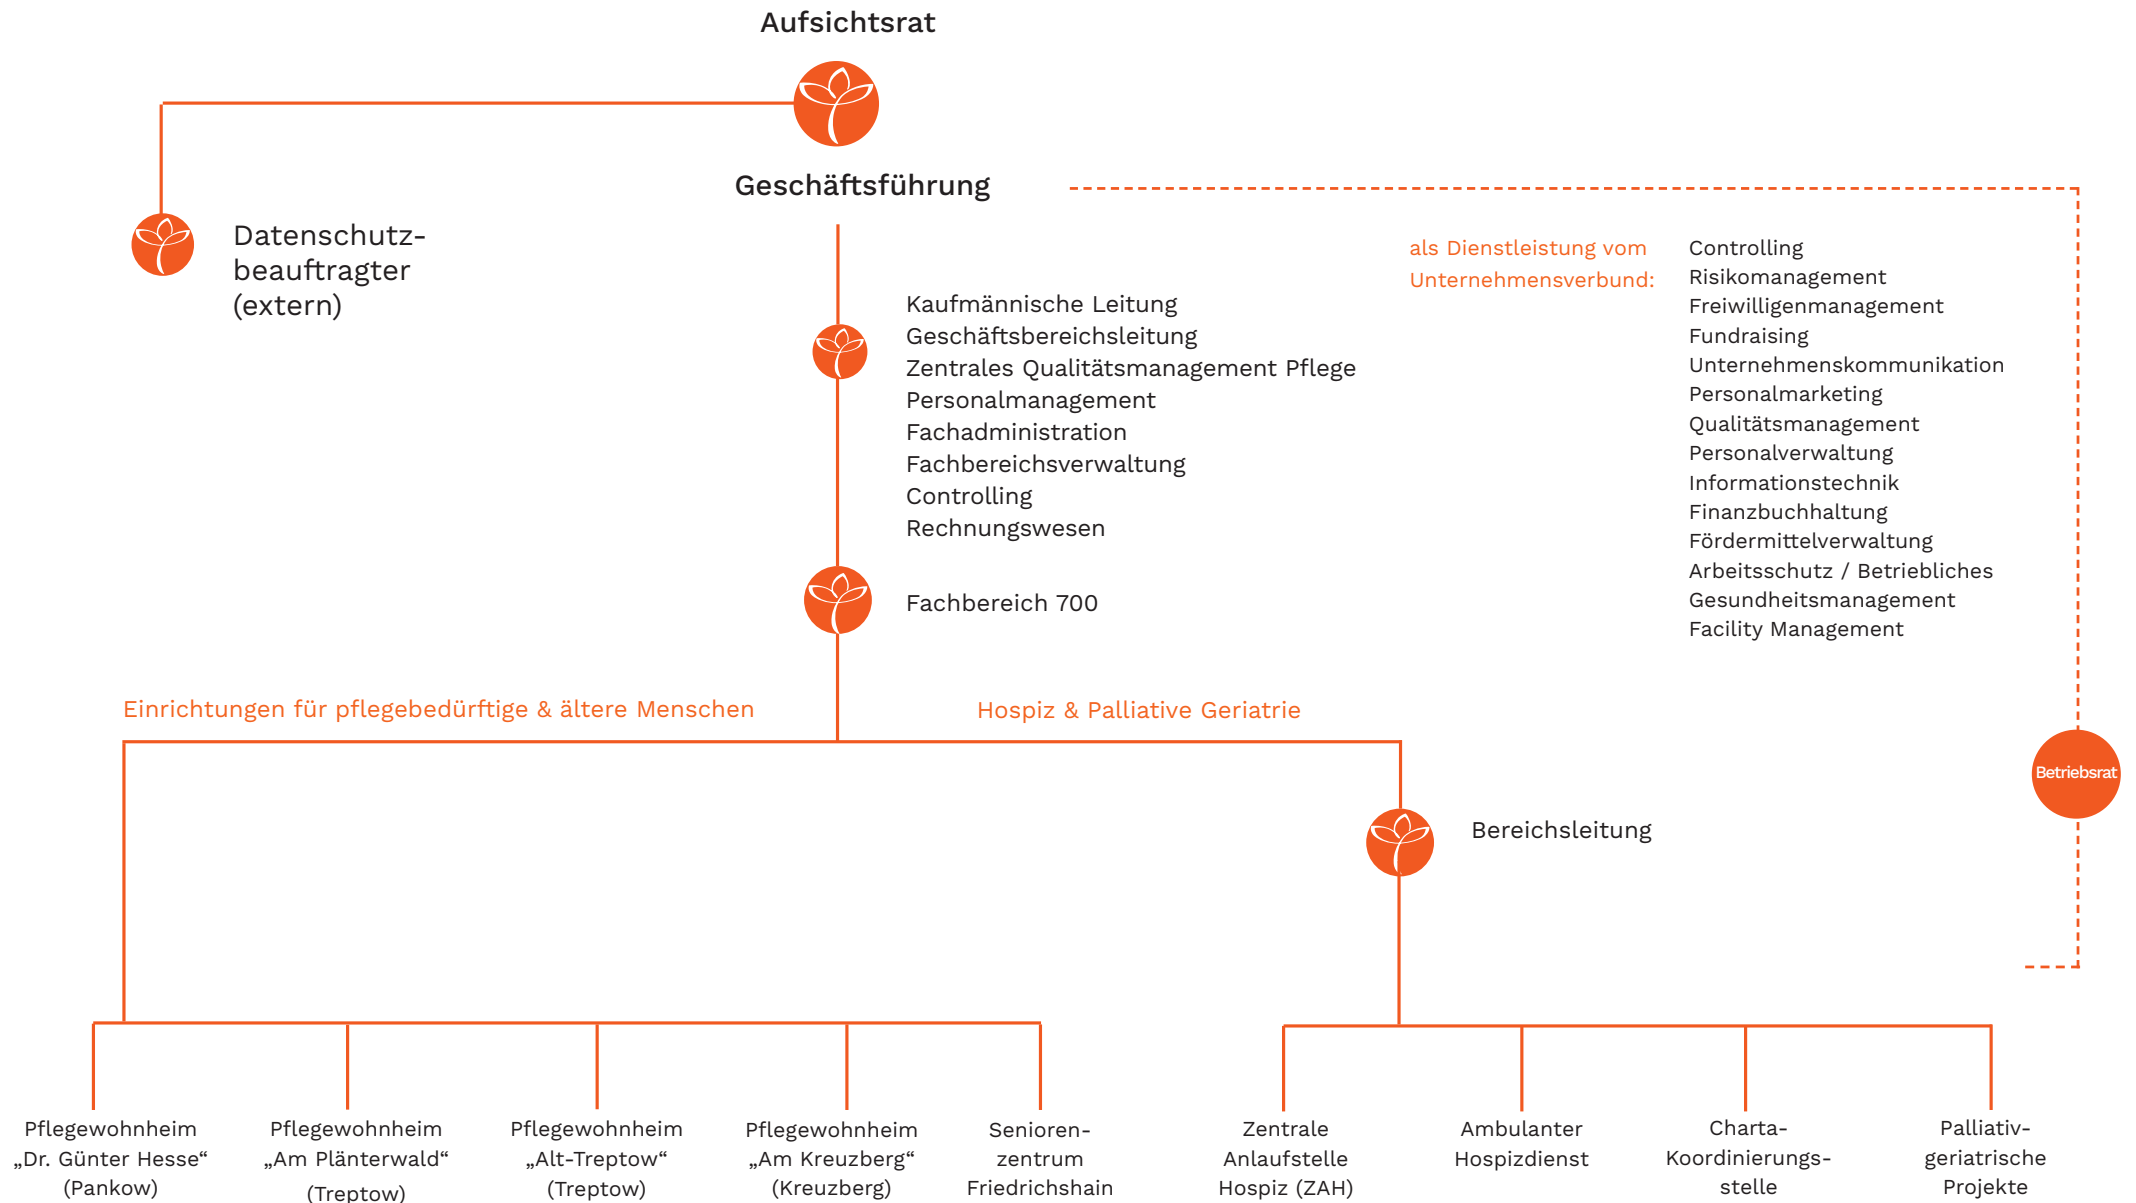 Aufsichtsrat
Geschäftsführung
Datenschutz-
beauftragter
(extern)
Kaufmännische Leitung
Geschäftsbereichsleitung
Zentrales Qualitätsmanagement Pflege
Personalmanagement
Fachadministration
Fachbereichsverwaltung
Controlling
Rechnungswesen
Fachbereich 700
als Dienstleistung vom
Unternehmensverbund:
Controlling
Risikomanagement
Freiwilligenmanagement
Fundraising
Unternehmenskommunikation
Personalmarketing
Qualitätsmanagement
Personalverwaltung
Informationstechnik
Finanzbuchhaltung
Fördermittelverwaltung
Arbeitsschutz / Betriebliches
Gesundheitsmanagement
Facility Management
Einrichtungen für pflegebedürftige & ältere Menschen
Hospiz & Palliative Geriatrie
Betriebsrat
Bereichsleitung
Pflegewohnheim
„Dr. Günter Hesse“
(Pankow)
Pflegewohnheim
„Am Plänterwald“
(Treptow)
Pflegewohnheim
„Alt-Treptow“
(Treptow)
Pflegewohnheim
„Am Kreuzberg“
(Kreuzberg)
Senioren-
zentrum
Friedrichshain
Zentrale
Anlaufstelle
Hospiz (ZAH)
Ambulanter
Hospizdienst
Charta-
Koordinierungs-
stelle
Palliativ-
geriatrische
Projekte